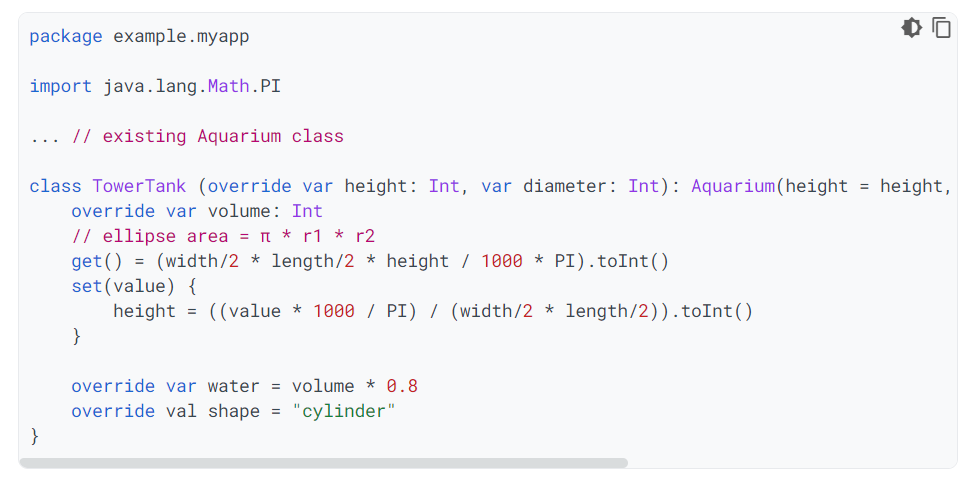 package example.myapp
import java.lang.Math.PI
... // existing Aquarium class
class TowerTank (override var height: Int, var diameter: Int): Aquarium(height = height,
override var volume: Int
// ellipse area = π * r1 * r2
get() = (width/2 * length/2 * height / 1000 * PI).toInt()
set(value) {
height = ((value * 1000 / PI) / (width/2 * length/2)).toInt()
}
override var water = volume * 0.8
override val shape = "cylinder"
}